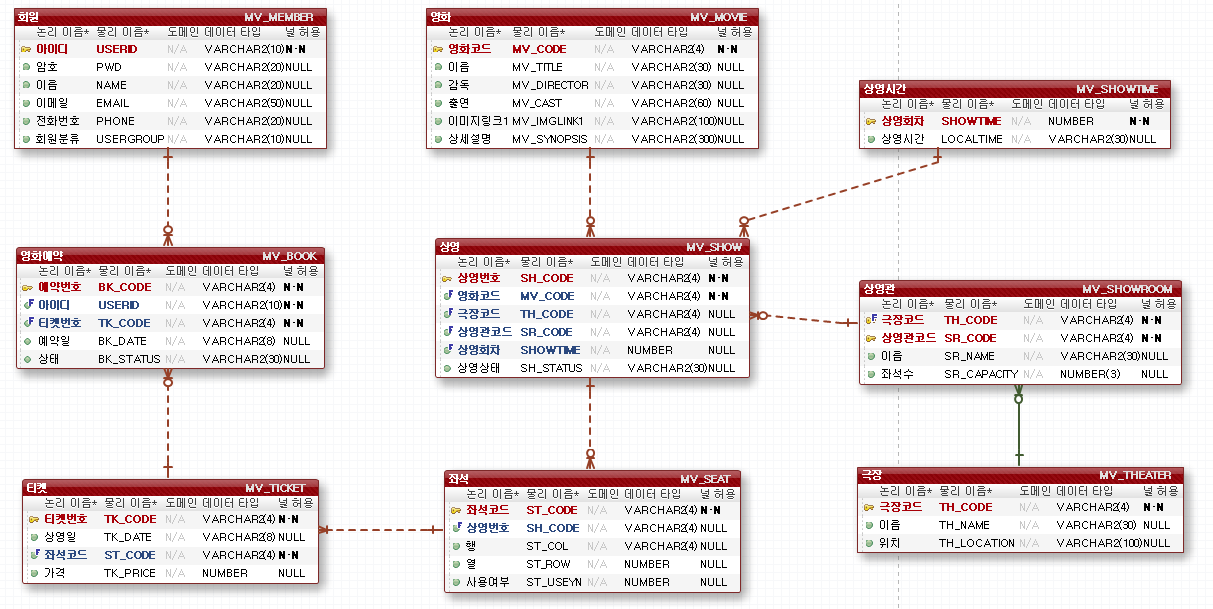 회원 MV_MEMBER
논리 이름* 물리 이름* 도메인 데이터 타입 널 허용
아이디 USERID N/A VARCHAR2(10) N-N
암호 PWD N/A VARCHAR2(20) NULL
이름 NAME N/A VARCHAR2(20) NULL
이메일 EMAIL N/A VARCHAR2(50) NULL
전화번호 PHONE N/A VARCHAR2(20) NULL
회원분류 USERGROUP N/A VARCHAR2(10) NULL
영화 MV_MOVIE
논리 이름* 물리 이름* 도메인 데이터 타입 널 허용
영화코드 MV_CODE N/A VARCHAR2(4) N-N
이름 MV_TITLE N/A VARCHAR2(30) NULL
감독 MV_DIRECTOR N/A VARCHAR2(30) NULL
출연 MV_CAST N/A VARCHAR2(60) NULL
이미지링크1 MV_IMGLINK1 N/A VARCHAR2(100) NULL
상세설명 MV_SYNOPSIS N/A VARCHAR2(300) NULL
상영시간 MV_SHOWTIME
논리 이름* 물리 이름* 도메인 데이터 타입 널 허용
상영회차 SHOWTIME N/A NUMBER N-N
상영시간 LOCALTIME N/A VARCHAR2(30) NULL
영화예약 MV_BOOK
논리 이름* 물리 이름* 도메인 데이터 타입 널 허용
예약번호 BK_CODE N/A VARCHAR2(4) N-N
아이디 USERID N/A VARCHAR2(10) N-N
티켓번호 TK_CODE N/A VARCHAR2(4) N-N
예약일 BK_DATE N/A VARCHAR2(8) NULL
상태 BK_STATUS N/A VARCHAR2(30) NULL
상영 MV_SHOW
논리 이름* 물리 이름* 도메인 데이터 타입 널 허용
상영번호 SH_CODE N/A VARCHAR2(4) N-N
영화코드 MV_CODE N/A VARCHAR2(4) NULL
극장코드 TH_CODE N/A VARCHAR2(4) NULL
상영관코드 SR_CODE N/A VARCHAR2(4) NULL
상영회차 SHOWTIME N/A NUMBER NULL
상영상태 SH_STATUS N/A VARCHAR2(30) NULL
상영관 MV_SHOWROOM
논리 이름* 물리 이름* 도메인 데이터 타입 널 허용
극장코드 TH_CODE N/A VARCHAR2(4) N-N
상영관코드 SR_CODE N/A VARCHAR2(4) N-N
이름 SR_NAME N/A VARCHAR2(30) NULL
좌석수 SR_CAPACITY N/A NUMBER(3) NULL
티켓 MV_TICKET
논리 이름* 물리 이름* 도메인 데이터 타입 널 허용
티켓번호 TK_CODE N/A VARCHAR2(4) N-N
상영일 TK_DATE N/A VARCHAR2(8) NULL
좌석코드 ST_CODE N/A VARCHAR2(4) N-N
가격 TK_PRICE N/A NUMBER NULL
좌석 MV_SEAT
논리 이름* 물리 이름* 도메인 데이터 타입 널 허용
좌석코드 ST_CODE N/A VARCHAR2(4) N-N
상영번호 SH_CODE N/A VARCHAR2(4) NULL
행 ST_COL N/A VARCHAR2(4) NULL
열 ST_ROW N/A NUMBER NULL
사용여부 ST_USEYN N/A NUMBER NULL
극장 MV_THEATER
논리 이름* 물리 이름* 도메인 데이터 타입 널 허용
극장코드 TH_CODE N/A VARCHAR2(4) N-N
이름 TH_NAME N/A VARCHAR2(30) NULL
위치 TH_LOCATION N/A VARCHAR2(100) NULL